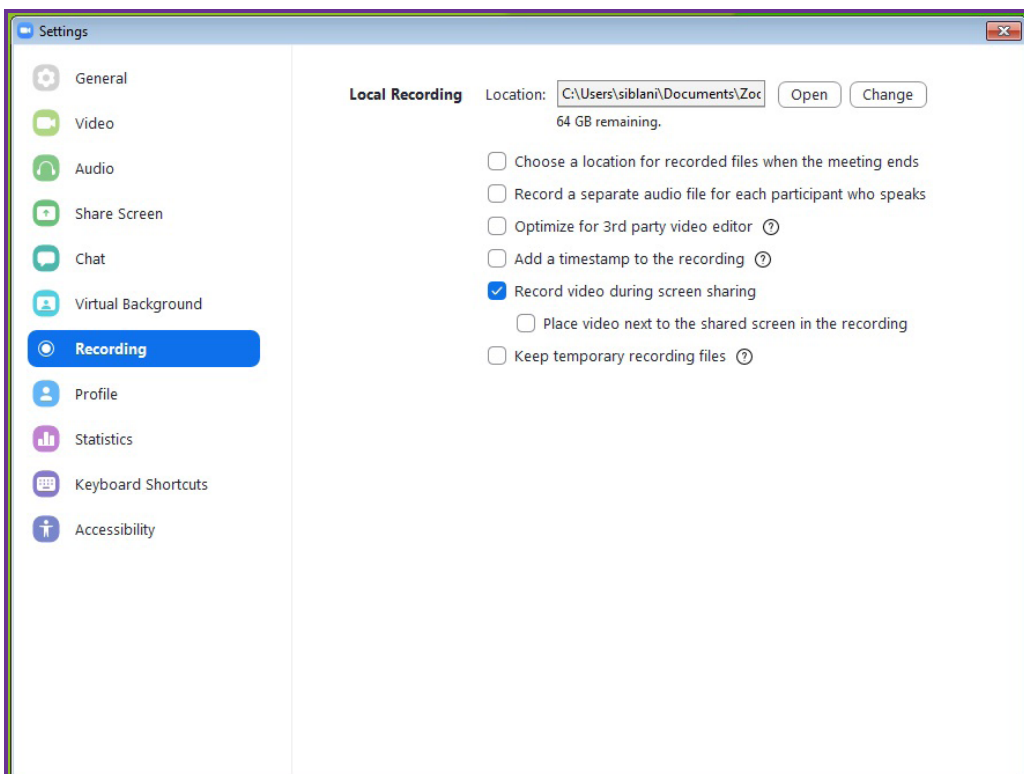 Settings
General
Video
Audio
Share Screen
Chat
Virtual Background
Recording
Profile
Statistics
Keyboard Shortcuts
Accessibility
Local Recording Location: C:\Users\siblani\Documents\Zoc Open Change
64 GB remaining.
Choose a location for recorded files when the meeting ends
Record a separate audio file for each participant who speaks
Optimize for 3rd party video editor ?
Add a timestamp to the recording ?
Record video during screen sharing
Place video next to the shared screen in the recording
Keep temporary recording files ?